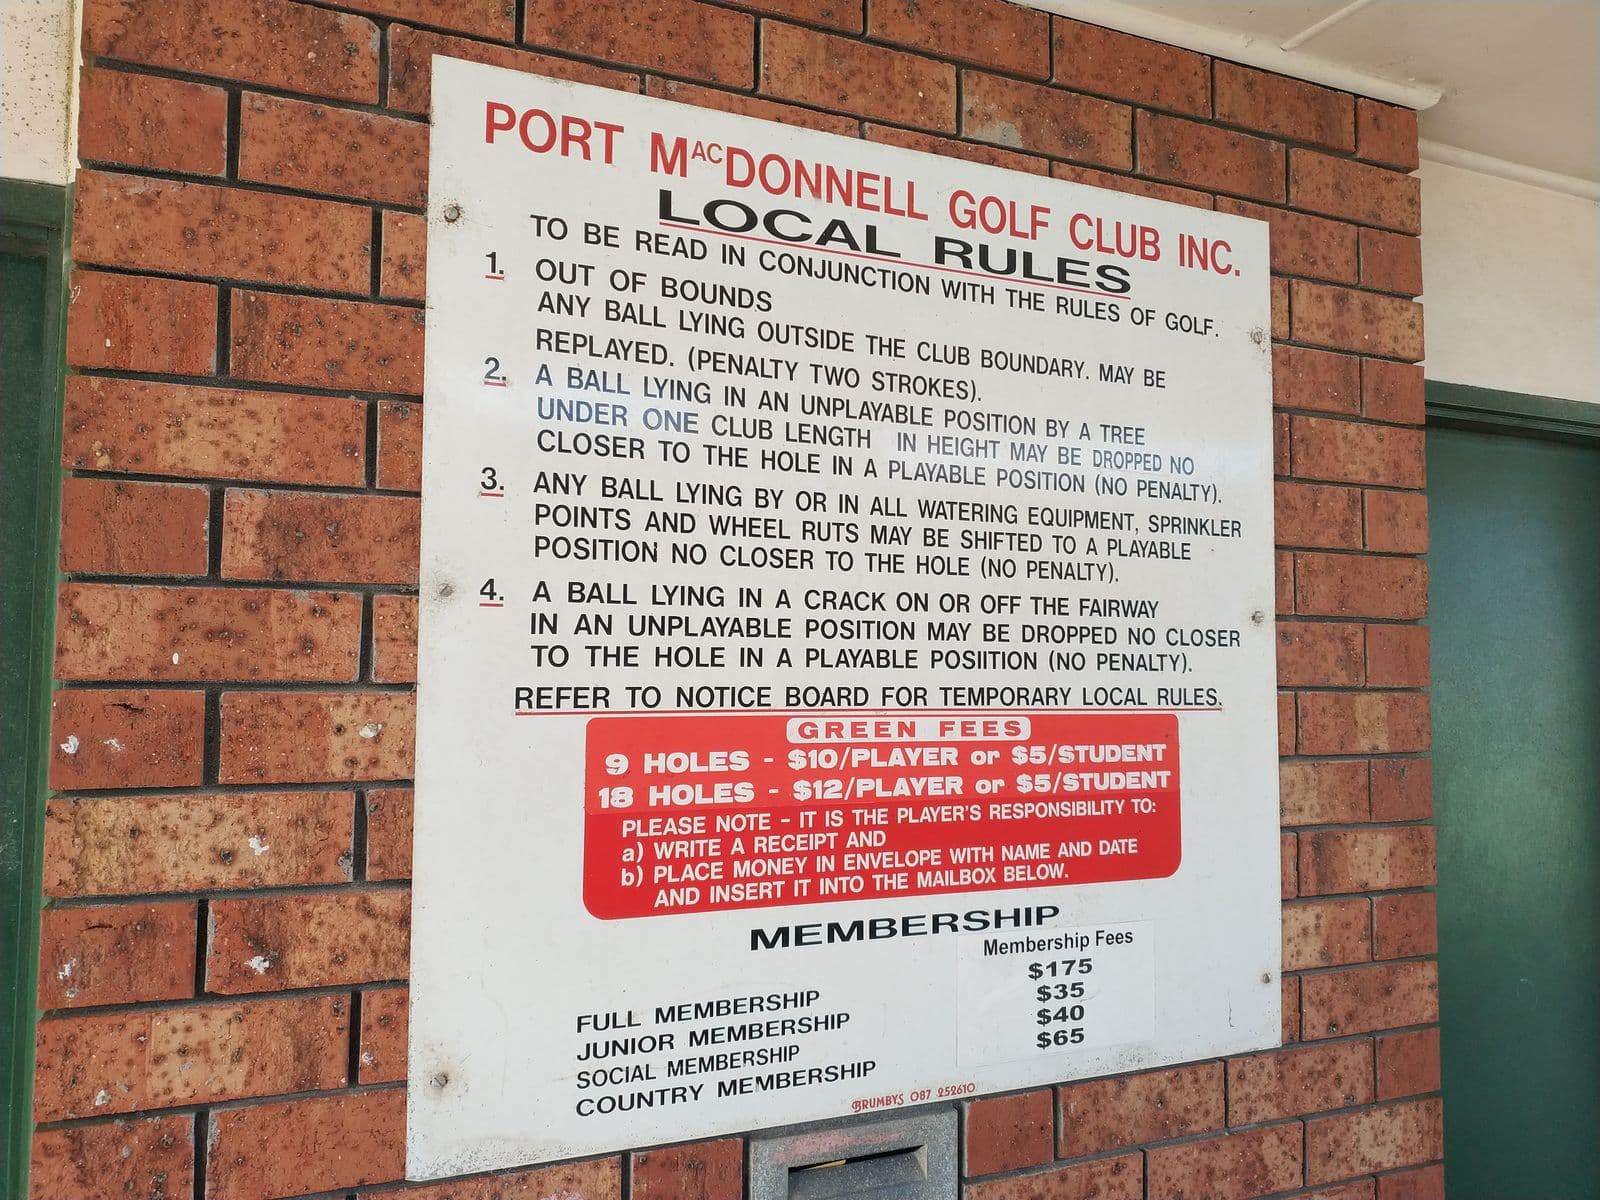 PORT MACDONNELL GOLF CLUB INC.
LOCAL RULES
TO BE READ IN CONJUNCTION WITH THE RULES OF GOLF.
1. OUT OF BOUNDS
ANY BALL LYING OUTSIDE THE CLUB BOUNDARY. MAY BE
REPLAYED. (PENALTY TWO STROKES).
2. A BALL LYING IN AN UNPLAYABLE POSITION BY A TREE
UNDER ONE CLUB LENGTH IN HEIGHT MAY BE DROPPED NO
CLOSER TO THE HOLE IN A PLAYABLE POSITION (NO PENALTY).
3. ANY BALL LYING BY OR IN ALL WATERING EQUIPMENT, SPRINKLER
POINTS AND WHEEL RUTS MAY BE SHIFTED TO A PLAYABLE
POSITION NO CLOSER TO THE HOLE (NO PENALTY).
4. A BALL LYING IN A CRACK ON OR OFF THE FAIRWAY
IN AN UNPLAYABLE POSITION MAY BE DROPPED NO CLOSER
TO THE HOLE IN A PLAYABLE POSIITION (NO PENALTY).
REFER TO NOTICE BOARD FOR TEMPORARY LOCAL RULES.
GREEN FEES
9 HOLES - $10/PLAYER or $5/STUDENT
18 HOLES - $12/PLAYER or $5/STUDENT
PLEASE NOTE - IT IS THE PLAYER'S RESPONSIBILITY TO:
a) WRITE A RECEIPT AND
b) PLACE MONEY IN ENVELOPE WITH NAME AND DATE
AND INSERT IT INTO THE MAILBOX BELOW.
MEMBERSHIP
Membership Fees
FULL MEMBERSHIP $175
JUNIOR MEMBERSHIP $35
SOCIAL MEMBERSHIP $40
COUNTRY MEMBERSHIP $65
BRUMBYS 087 252610